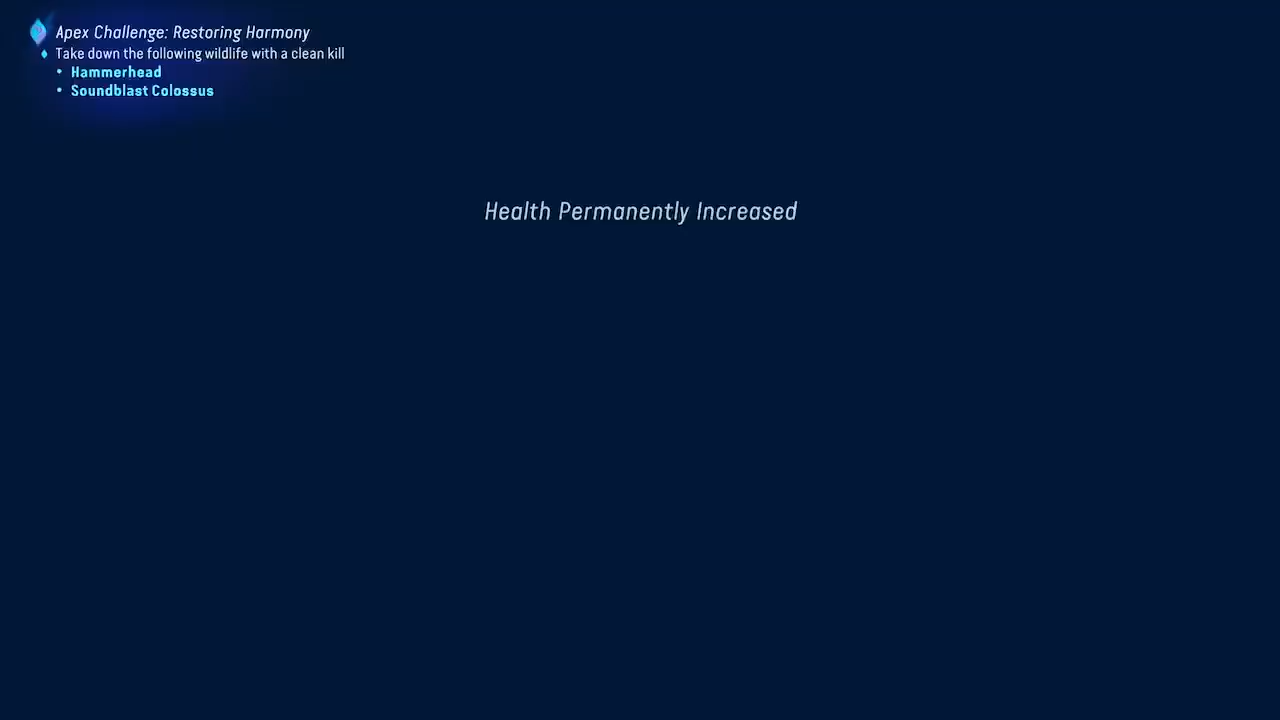 Apex Challenge: Restoring Harmony
Take down the following wildlife with a clean kill
• Hammerhead
• Soundblast Colossus
Health Permanently Increased